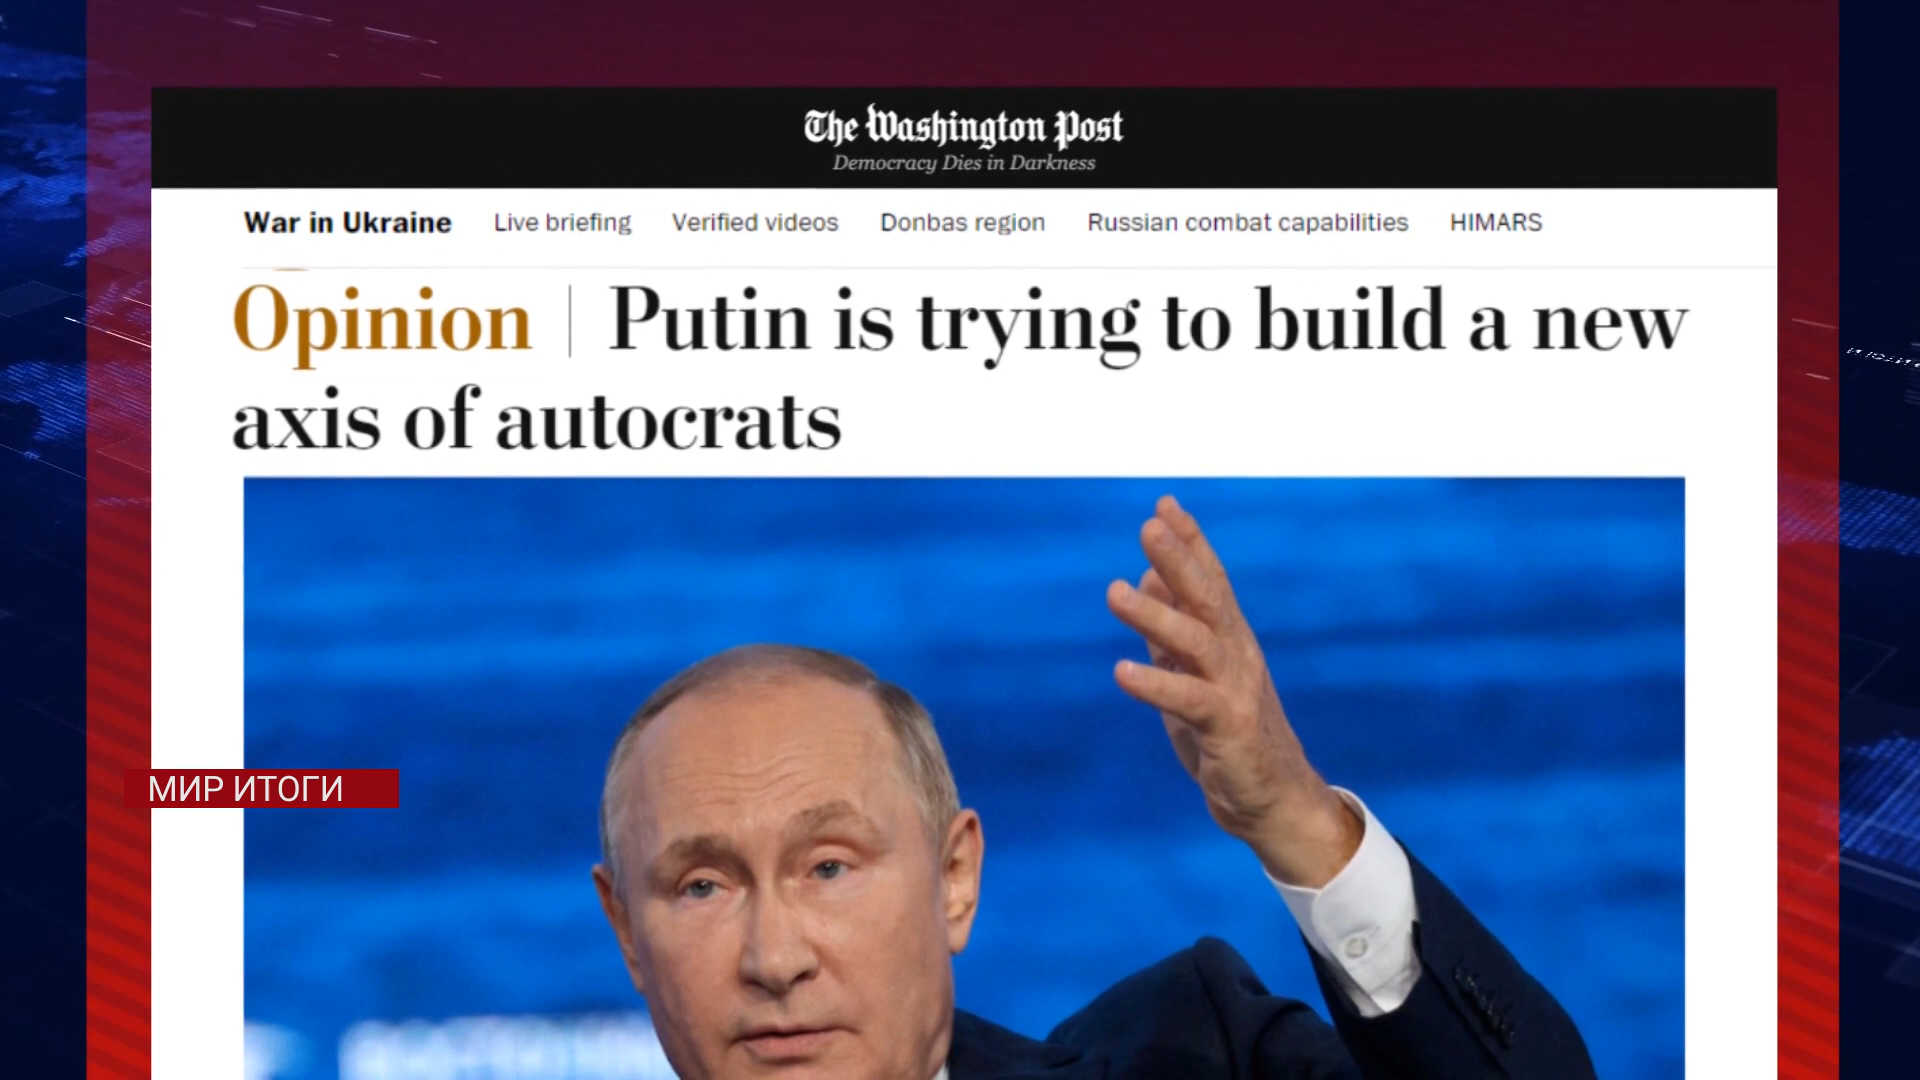 The Washington Post
Democracy Dies in Darkness
War in Ukraine Live briefing Verified videos Donbas region Russian combat capabilities HIMARS
Opinion | Putin is trying to build a new
axis of autocrats
МИР ИТОГИ